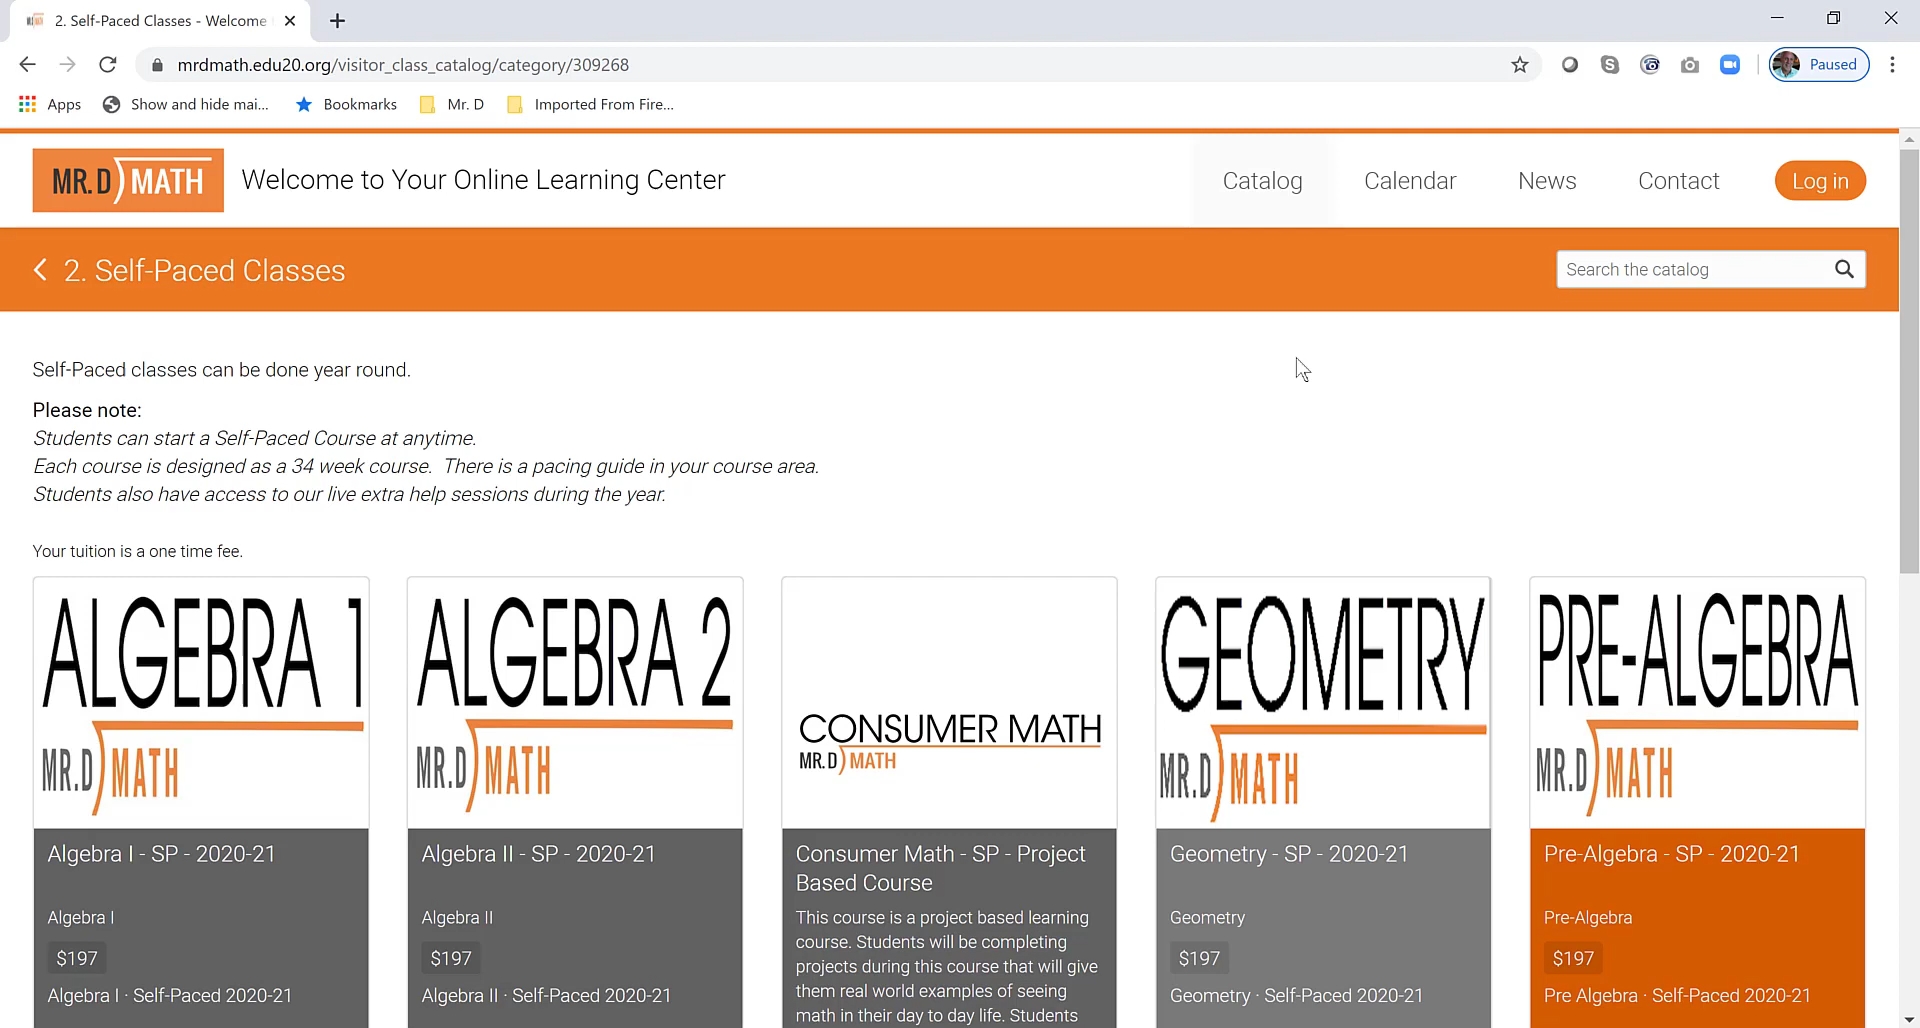 2. Self-Paced Classes - Welcome
mrdmath.edu20.org/visitor_class_catalog/category/309268
Paused
Apps
Show and hide mai...
Bookmarks
Mr. D
Imported From Fire...
MR. D MATH
Welcome to Your Online Learning Center
Catalog
Calendar
News
Contact
Log in
2. Self-Paced Classes
Search the catalog
Self-Paced classes can be done year round.
Please note:
Students can start a Self-Paced Course at anytime.
Each course is designed as a 34 week course.  There is a pacing guide in your course area.
Students also have access to our live extra help sessions during the year.
Your tuition is a one time fee.
ALGEBRA 1
MR. D MATH
Algebra I - SP - 2020-21
Algebra I
$197
Algebra I · Self-Paced 2020-21
ALGEBRA 2
MR. D MATH
Algebra II - SP - 2020-21
Algebra II
$197
Algebra II · Self-Paced 2020-21
CONSUMER MATH
MR. D MATH
Consumer Math - SP - Project
Based Course
This course is a project based learning
course. Students will be completing
projects during this course that will give
them real world examples of seeing
math in their day to day life. Students
GEOMETRY
MR. D MATH
Geometry - SP - 2020-21
Geometry
$197
Geometry · Self-Paced 2020-21
PRE-ALGEBRA
MR. D MATH
Pre-Algebra - SP - 2020-21
Pre-Algebra
$197
Pre Algebra · Self-Paced 2020-21